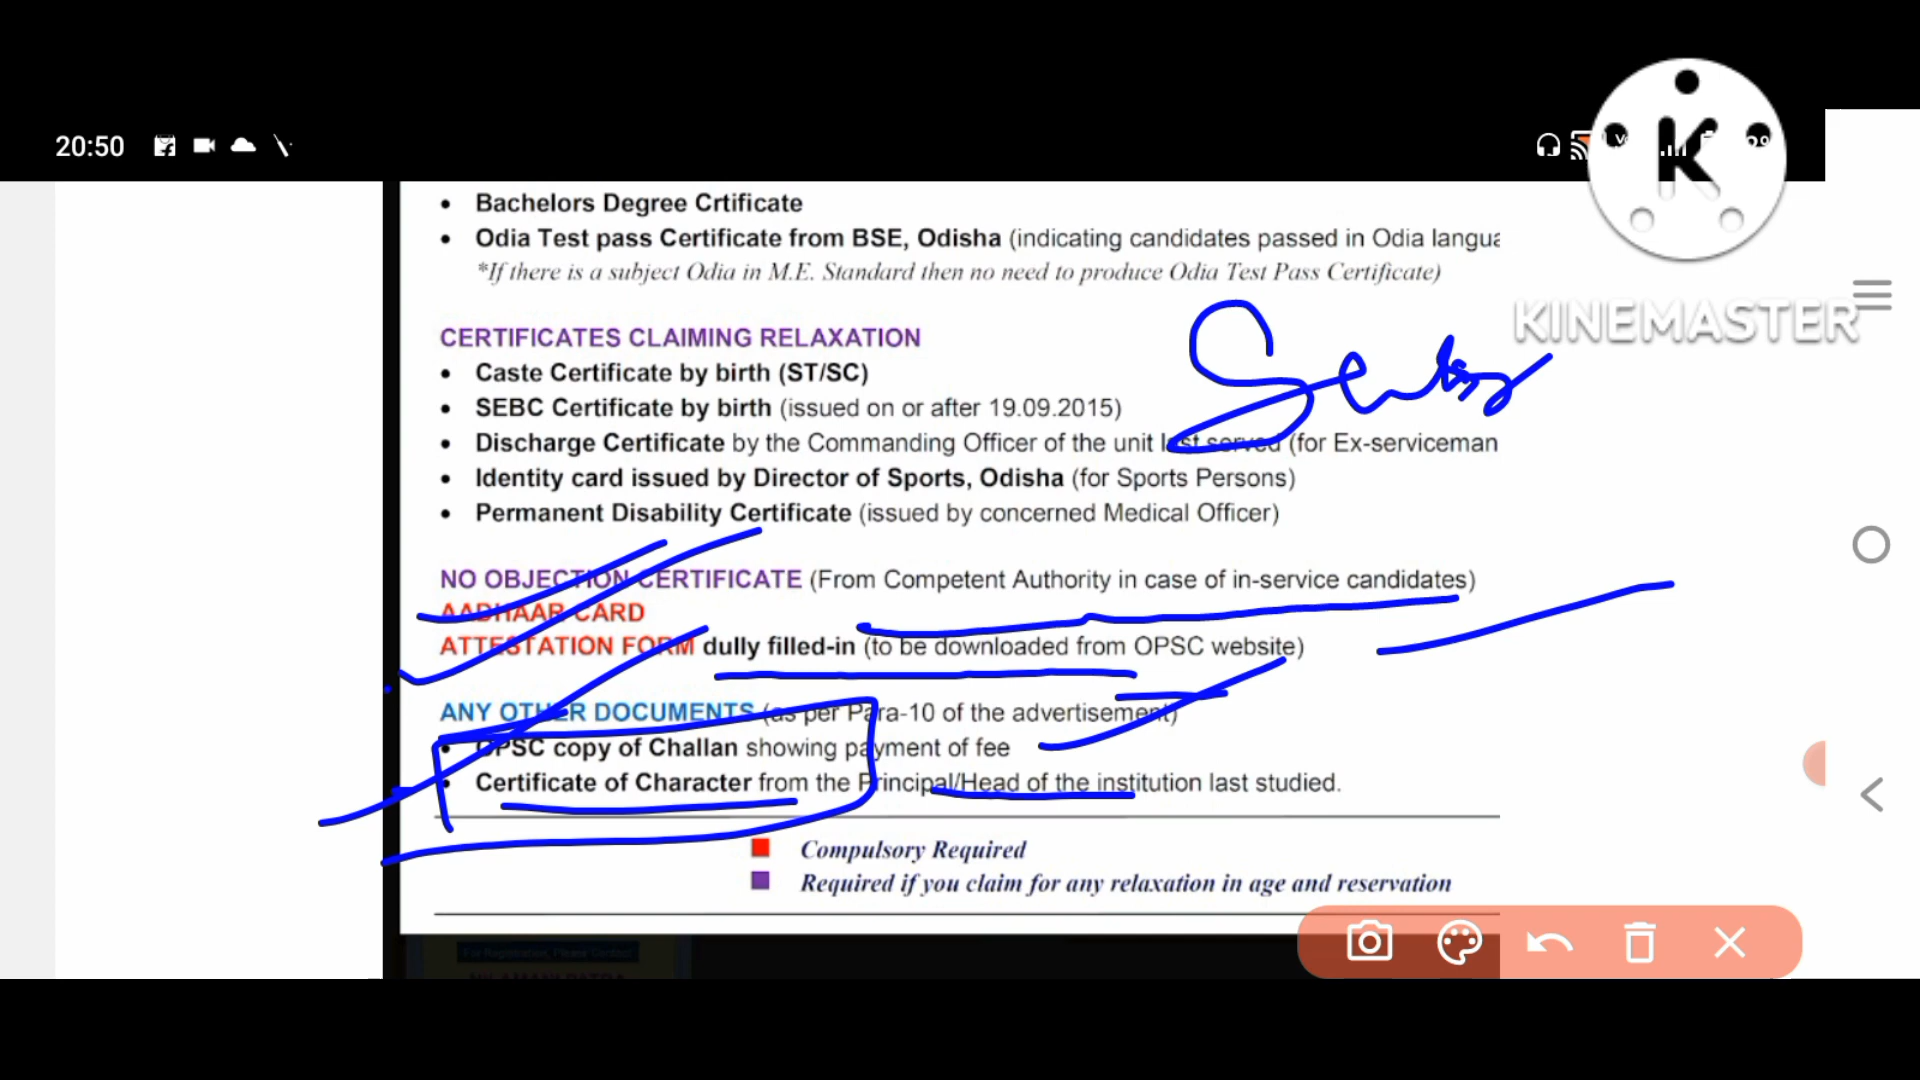 20:50
Bachelors Degree Crtificate
Odia Test pass Certificate from BSE, Odisha (indicating candidates passed in Odia langua
*If there is a subject Odia in M.E. Standard then no need to produce Odia Test Pass Certificate)
KINEMASTER
CERTIFICATES CLAIMING RELAXATION
Caste Certificate by birth (ST/SC)
SEBC Certificate by birth (issued on or after 19.09.2015)
Discharge Certificate by the Commanding Officer of the unit last served (for Ex-serviceman
Identity card issued by Director of Sports, Odisha (for Sports Persons)
Permanent Disability Certificate (issued by concerned Medical Officer)
NO OBJECTION CERTIFICATE (From Competent Authority in case of in-service candidates)
AADHAAR CARD
ATTESTATION FORM dully filled-in (to be downloaded from OPSC website)
ANY OTHER DOCUMENTS (as per Para-10 of the advertisement)
OPSC copy of Challan showing payment of fee
Certificate of Character from the Principal/Head of the institution last studied.
Compulsory Required
Required if you claim for any relaxation in age and reservation
For Registration, Please Contact